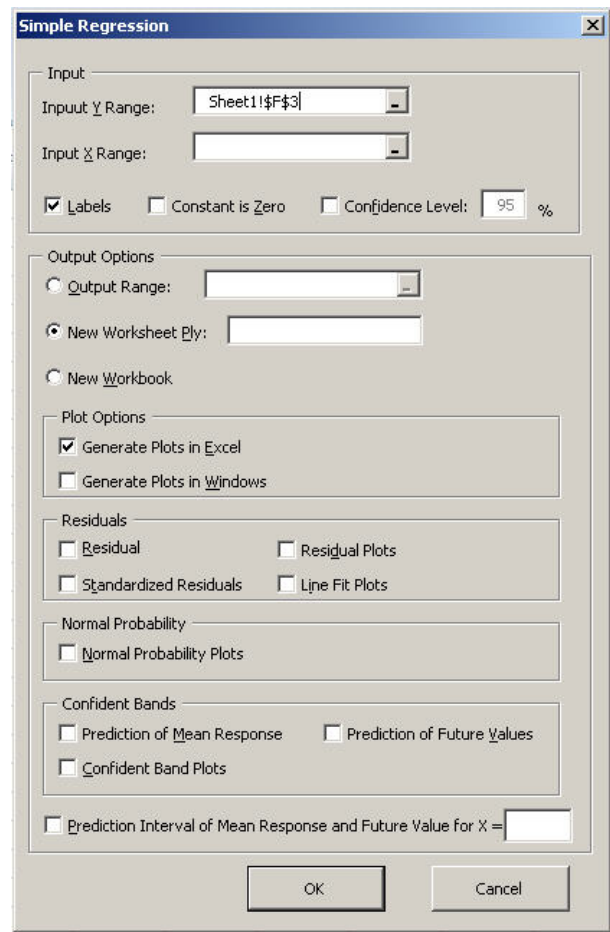 Simple Regression
Input
Inpuut Y Range: Sheet1!$F$3
Input X Range:
Labels Constant is Zero Confidence Level: 95 %
Output Options
Output Range:
New Worksheet Ply:
New Workbook
Plot Options
Generate Plots in Excel
Generate Plots in Windows
Residuals
Residual Residual Plots
Standardized Residuals Line Fit Plots
Normal Probability
Normal Probability Plots
Confident Bands
Prediction of Mean Response Prediction of Future Values
Confident Band Plots
Prediction Interval of Mean Response and Future Value for X =
OK Cancel